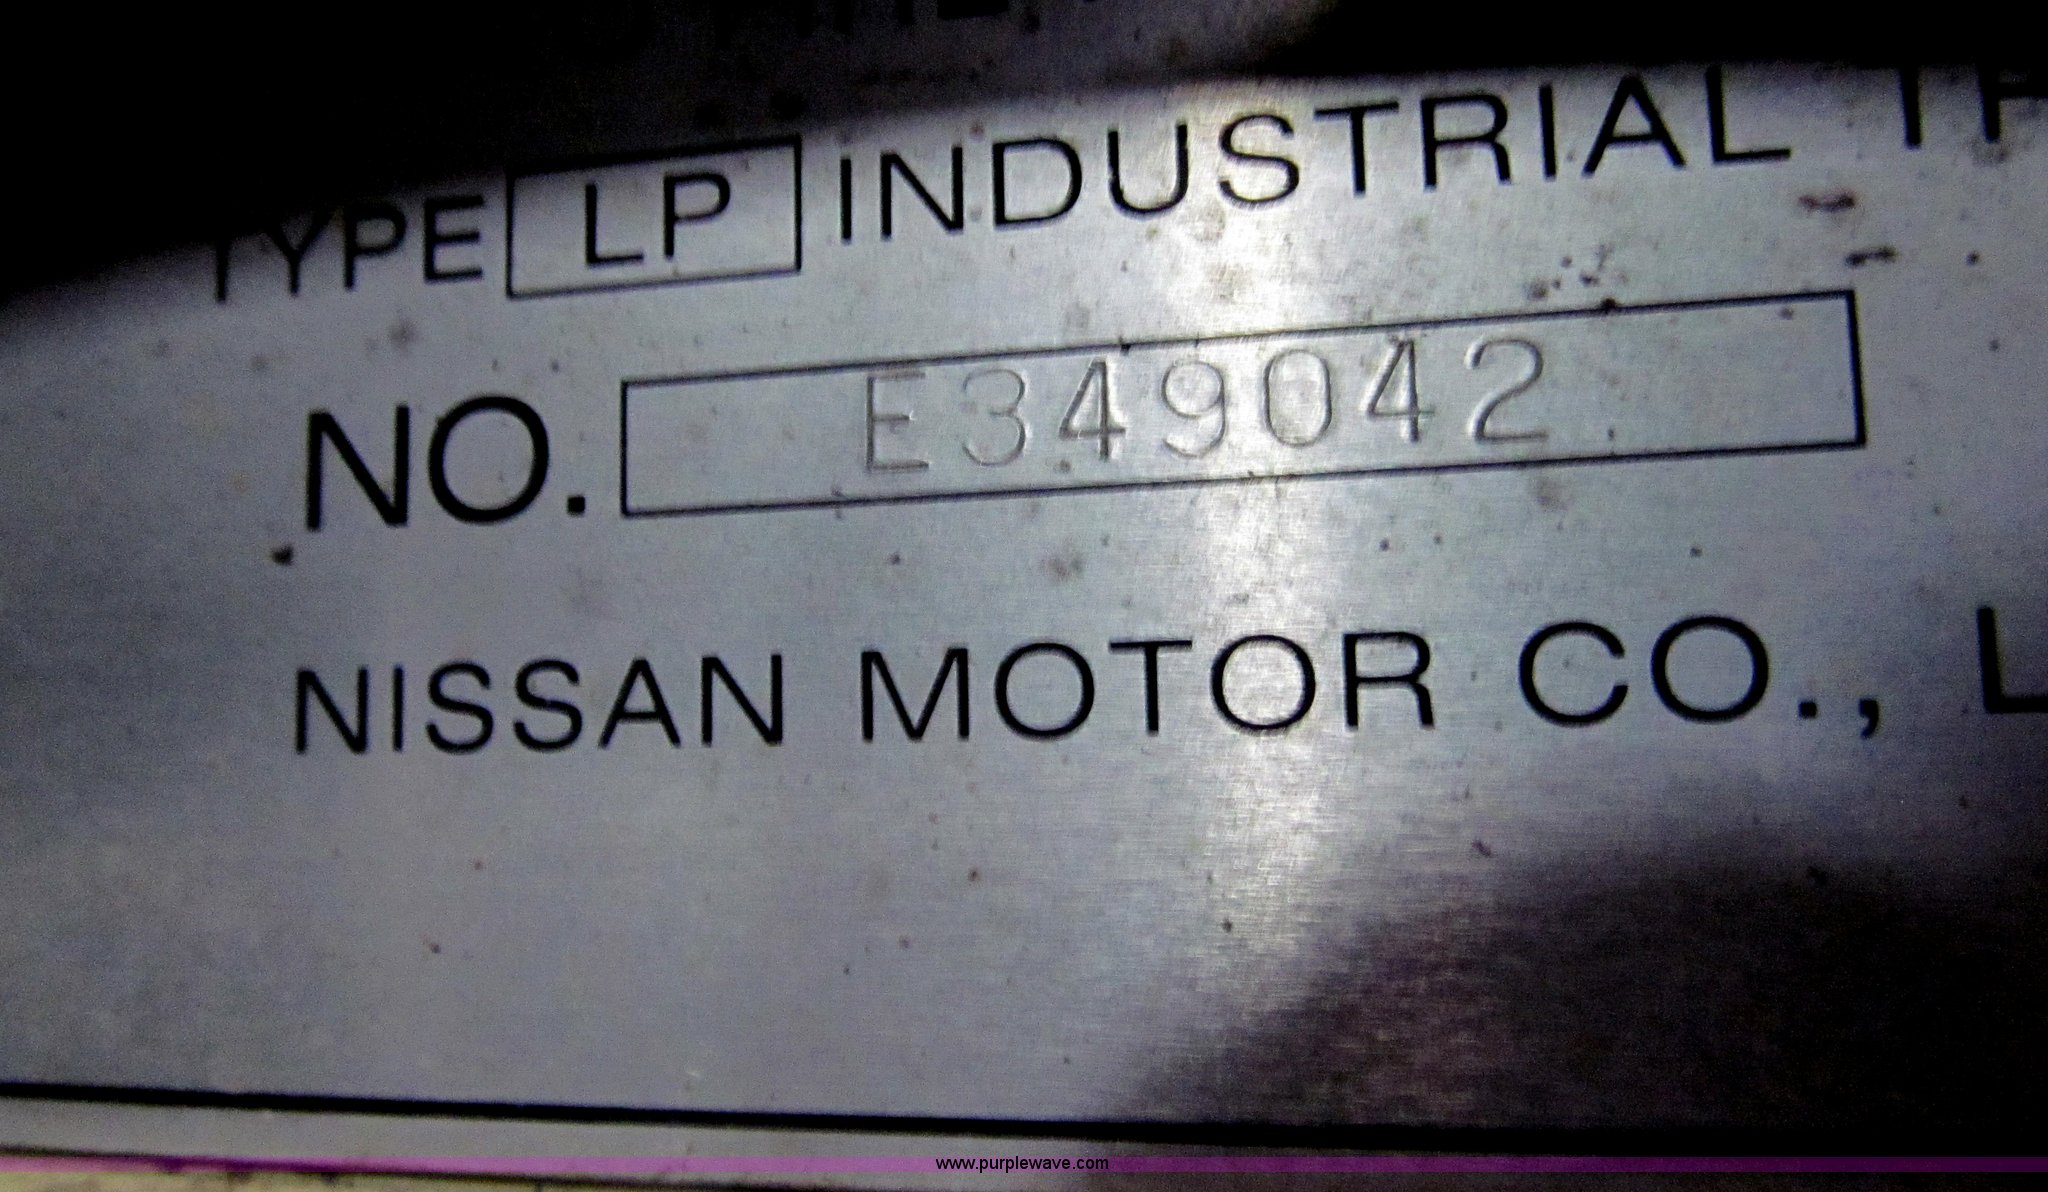 TYPE LP INDUSTRIAL
NO. E349042
NISSAN MOTOR CO., L
www.purplewave.com